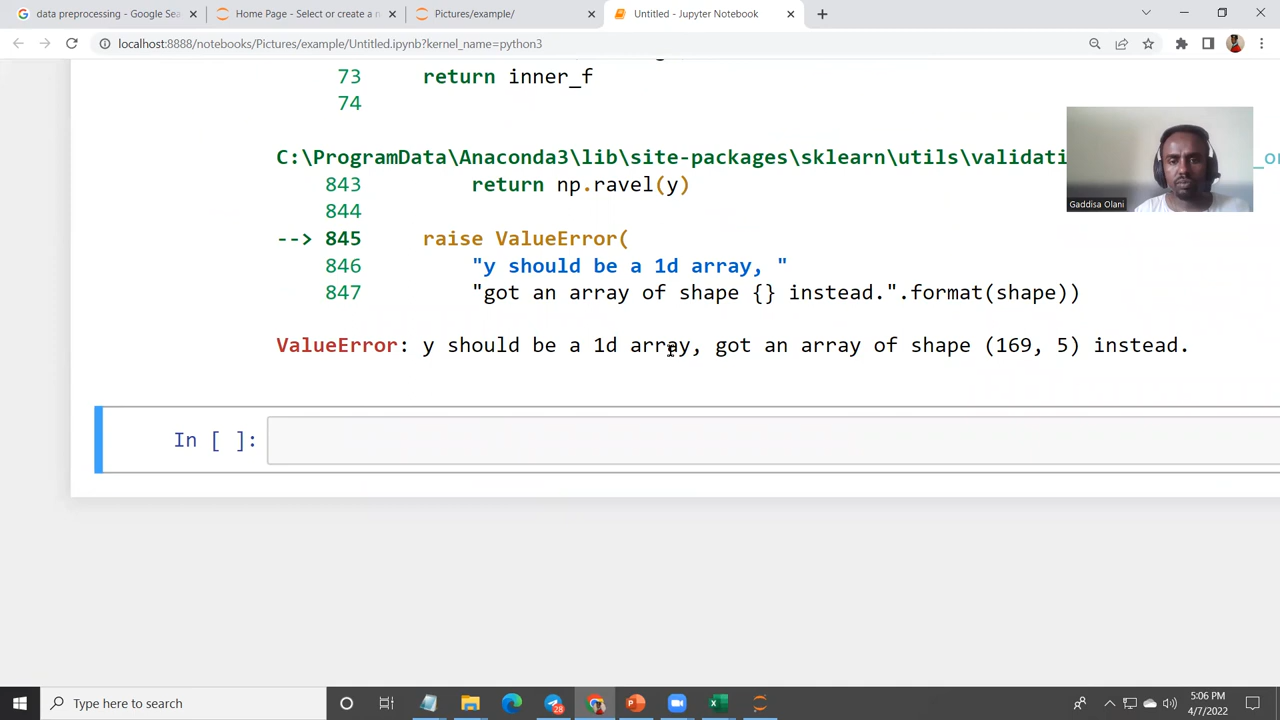 data preprocessing - Google Sea
Home Page - Select or create a n
Pictures/example/
Untitled - Jupyter Notebook
localhost:8888/notebooks/Pictures/example/Untitled.ipynb?kernel_name=python3
73 return inner_f
74
C:\ProgramData\Anaconda3\lib\site-packages\sklearn\utils\validati
843 return np.ravel(y)
844
--> 845 raise ValueError(
846 "y should be a 1d array, "
847 "got an array of shape {} instead.".format(shape))
ValueError: y should be a 1d array, got an array of shape (169, 5) instead.
In [ ]:
Gaddisa Olani
Type here to search
28
5:06 PM
4/7/2022